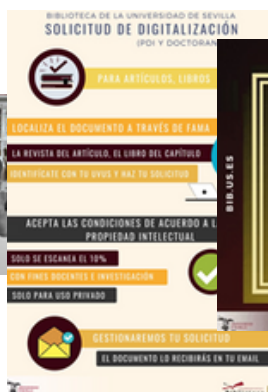 BIBLIOTECA DE LA UNIVERSIDAD DE SEVILLA
SOLICITUD DE DIGITALIZACIÓN
(PDI Y DOCTORAN
PARA ARTÍCULOS, LIBROS
LOCALIZA EL DOCUMENTO A TRAVÉS DE FAMA
LA REVISTA DEL ARTÍCULO, EL LIBRO DEL CAPÍTULO
IDENTIFÍCATE CON TU UVUS Y HAZ TU SOLICITUD
ACEPTA LAS CONDICIONES DE ACUERDO A L
PROPIEDAD INTELECTUAL
SOLO SE ESCANEA EL 10%
CON FINES DOCENTES E INVESTIGACIÓN
SOLO PARA USO PRIVADO
GESTIONAREMOS TU SOLICITUD
EL DOCUMENTO LO RECIBIRÁS EN TU EMAIL
BIB.US.ES